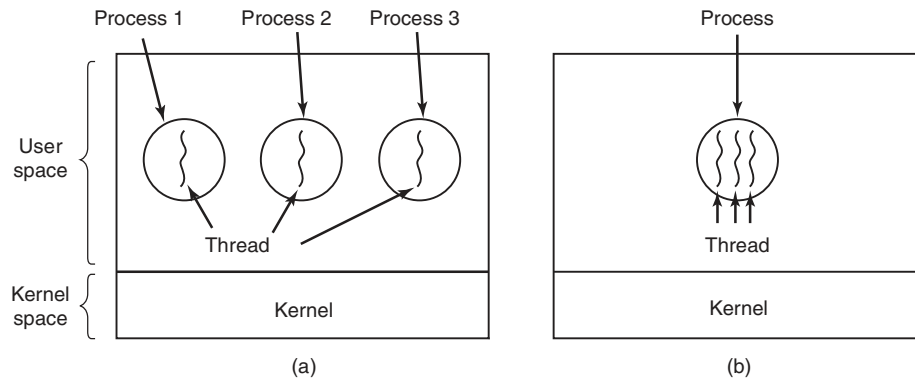 Process 1
Process 2
Process 3
Process
User
space
Thread
Thread
Kernel
space
Kernel
Kernel
(a)
(b)